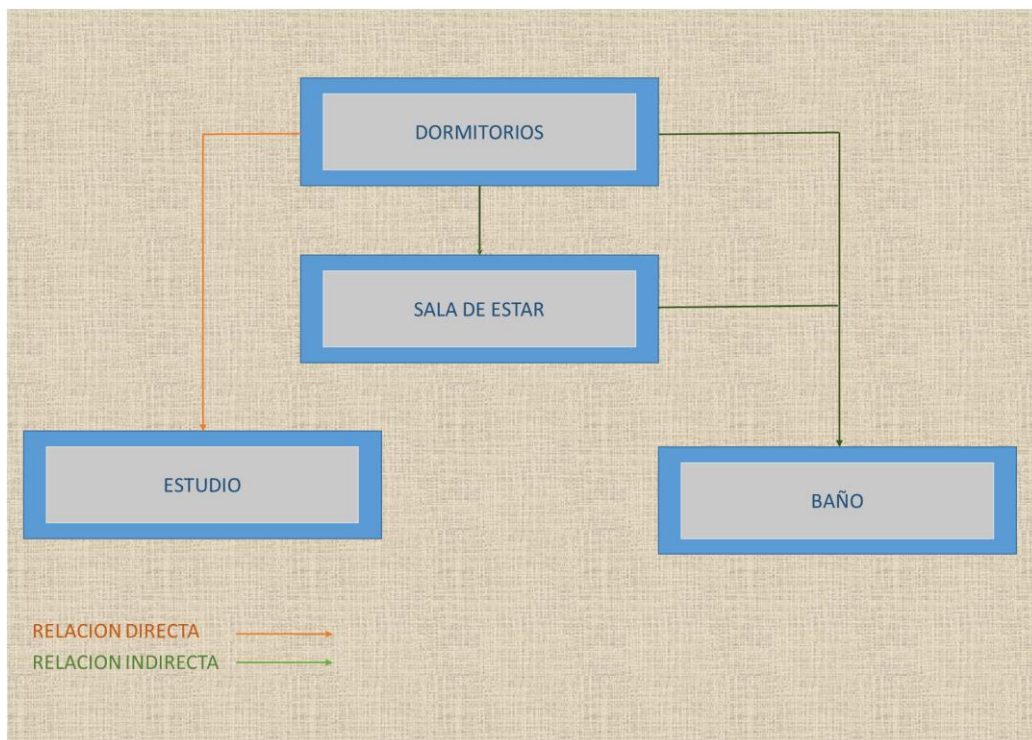 DORMITORIOS
SALA DE ESTAR
ESTUDIO
BAÑO
RELACION DIRECTA
RELACION INDIRECTA